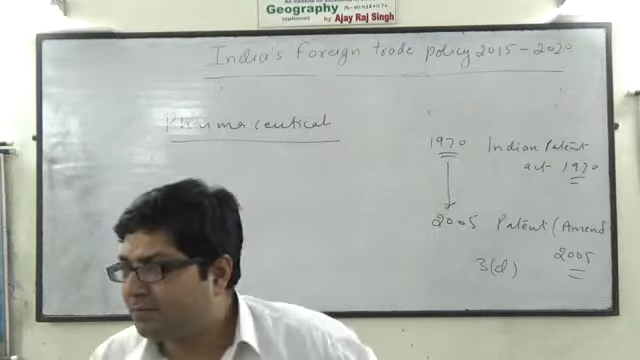 Geography
(optional) by Ajay Raj Singh
India's foreign trade policy 2015-2020
Pharmaceutical
1970 Indian Patent
act 1970
2005 Patent (Amend
3(d) 2005